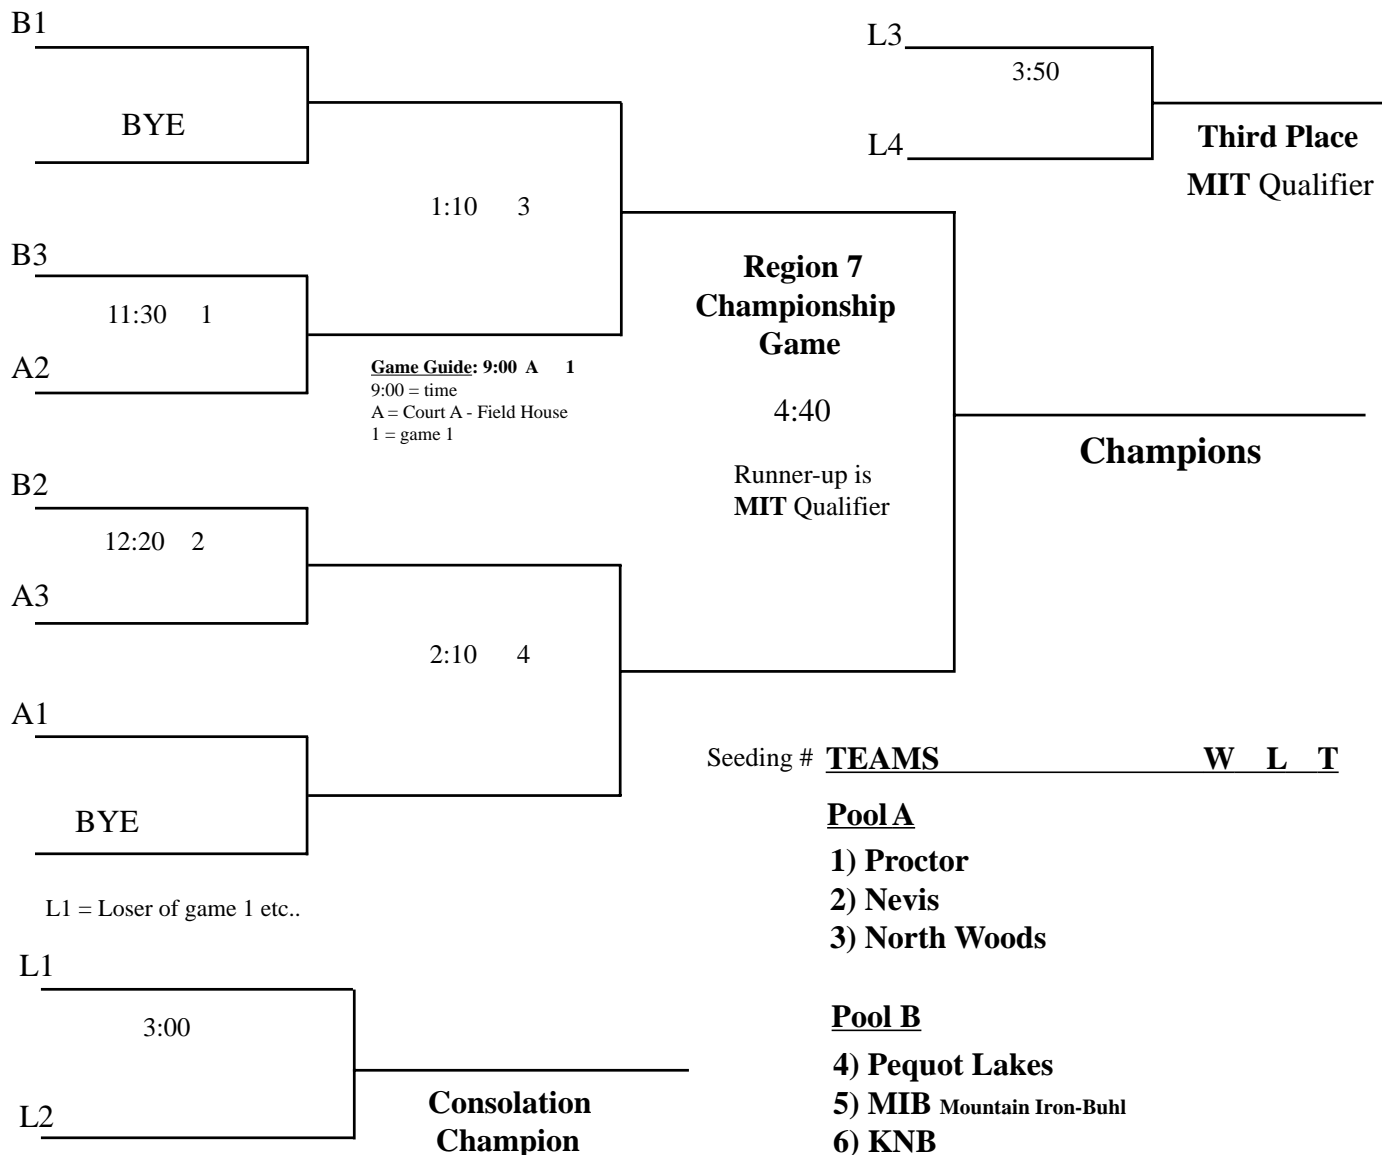 B1
BYE
1:10 3
B3
11:30 1
A2
Game Guide: 9:00 A 1
9:00 = time
A = Court A - Field House
1 = game 1
B2
12:20 2
A3
2:10 4
A1
BYE
L1 = Loser of game 1 etc..
L1
3:00
L2
Consolation
Champion
L3
3:50
L4
Third Place
MIT Qualifier
Region 7
Championship
Game
4:40
Runner-up is
MIT Qualifier
Champions
Seeding # TEAMS W L T
Pool A
1) Proctor
2) Nevis
3) North Woods
Pool B
4) Pequot Lakes
5) MIB Mountain Iron-Buhl
6) KNB